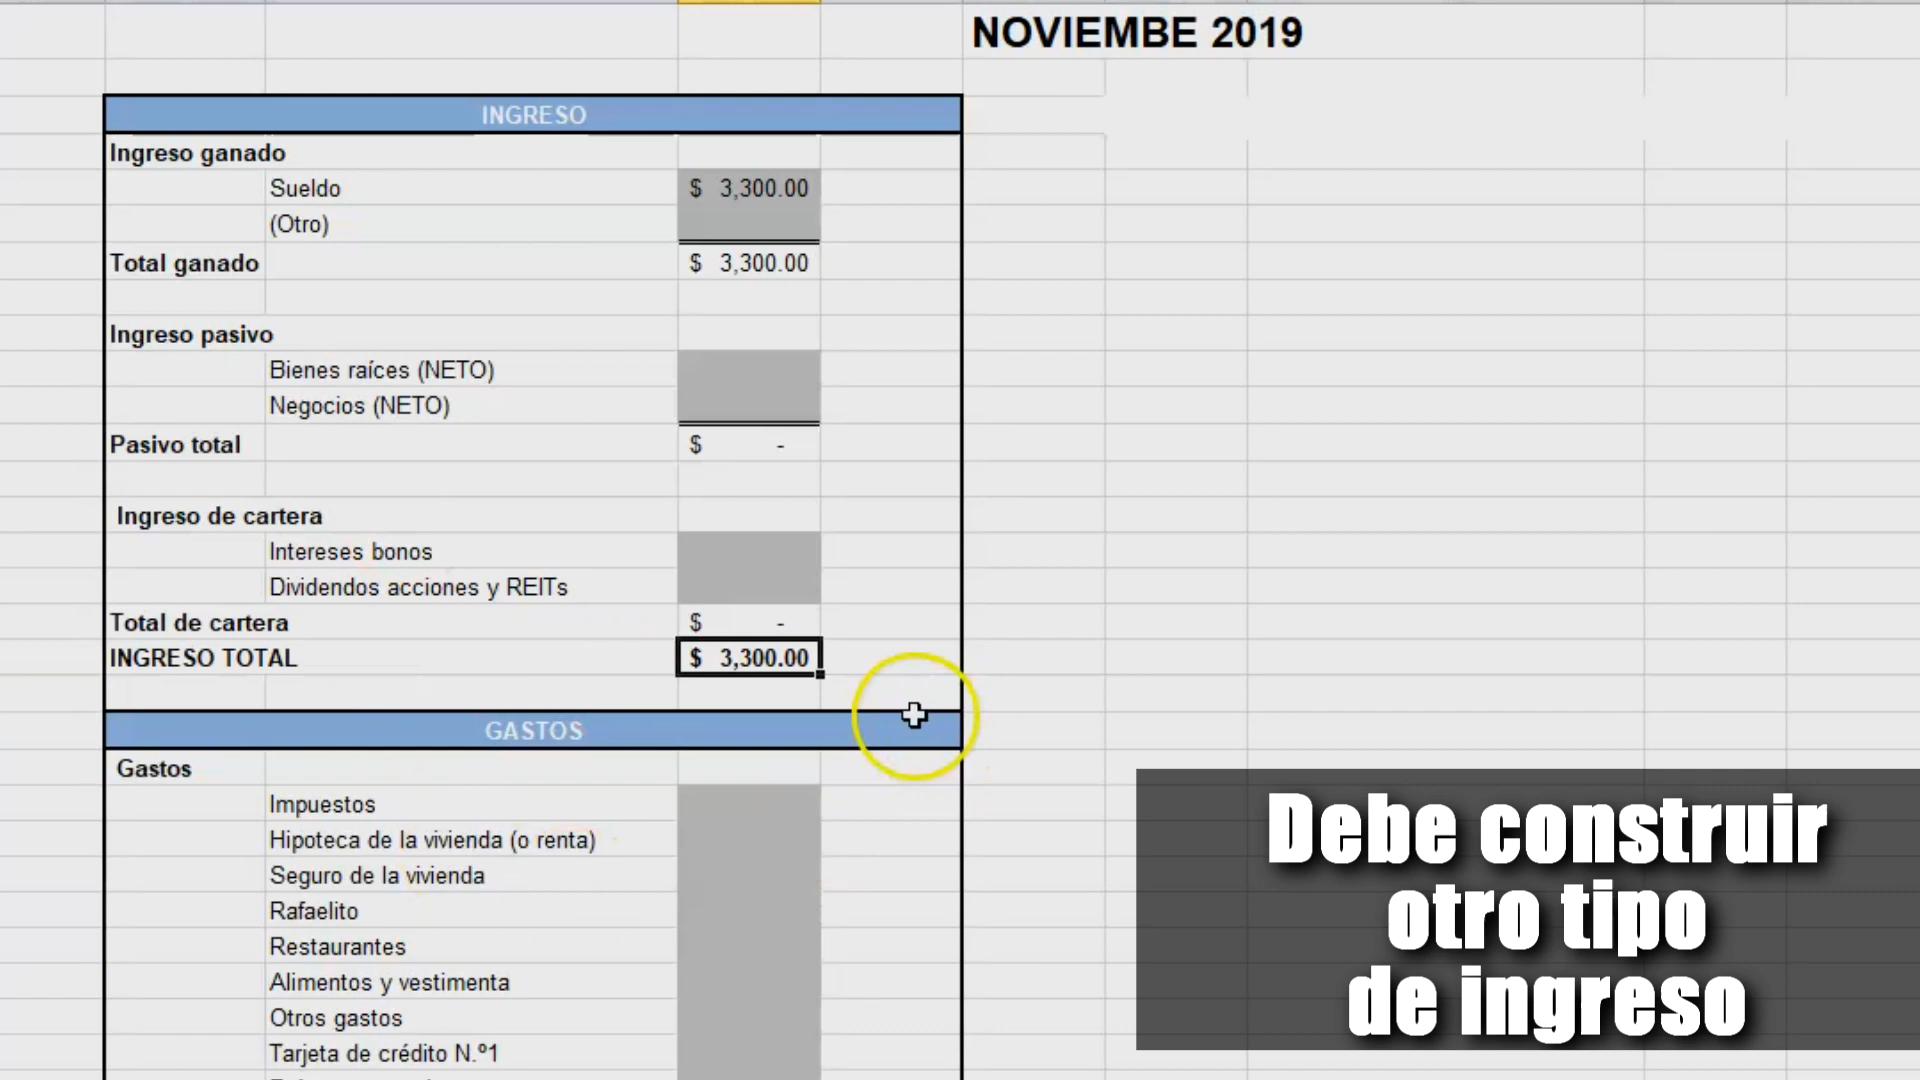 NOVIEMBE 2019
INGRESO
Ingreso ganado
Sueldo $ 3,300.00
(Otro)
Total ganado $ 3,300.00
Ingreso pasivo
Bienes raíces (NETO)
Negocios (NETO)
Pasivo total $ -
Ingreso de cartera
Intereses bonos
Dividendos acciones y REITs
Total de cartera $ -
INGRESO TOTAL $ 3,300.00
GASTOS
Gastos
Impuestos
Hipoteca de la vivienda (o renta)
Seguro de la vivienda
Rafaelito
Restaurantes
Alimentos y vestimenta
Otros gastos
Tarjeta de crédito N.º1
Debe construir
otro tipo
de ingreso